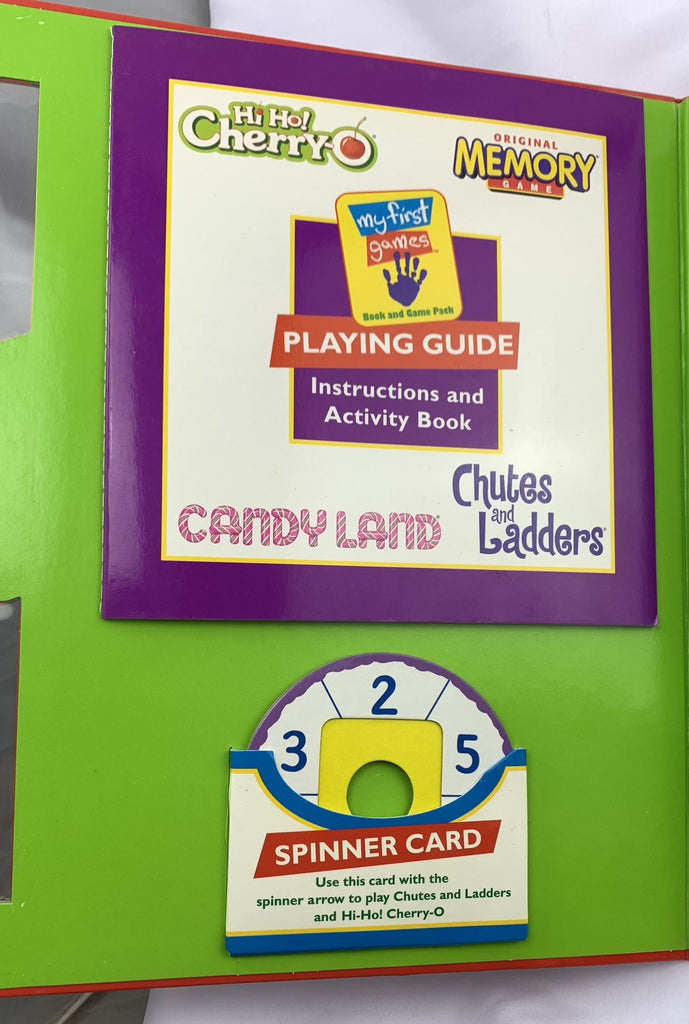 Hi Ho!
Cherry-O
ORIGINAL
MEMORY
GAME
my first
games™
Book and Game Pack
PLAYING GUIDE
Instructions and
Activity Book
CANDY LAND®
Chutes
and
Ladders®
3 2 5
SPINNER CARD
Use this card with the
spinner arrow to play Chutes and Ladders
and Hi-Ho! Cherry-O